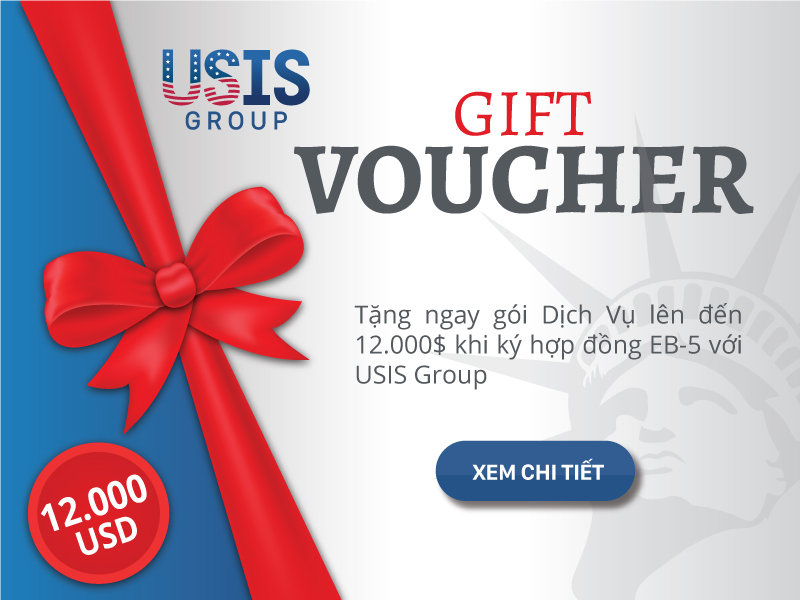 USIS
GROUP
GIFT
VOUCHER
Tặng ngay gói Dịch Vụ lên đến
12.000$ khi ký hợp đồng EB-5 với
USIS Group
XEM CHI TIẾT
12.000
USD